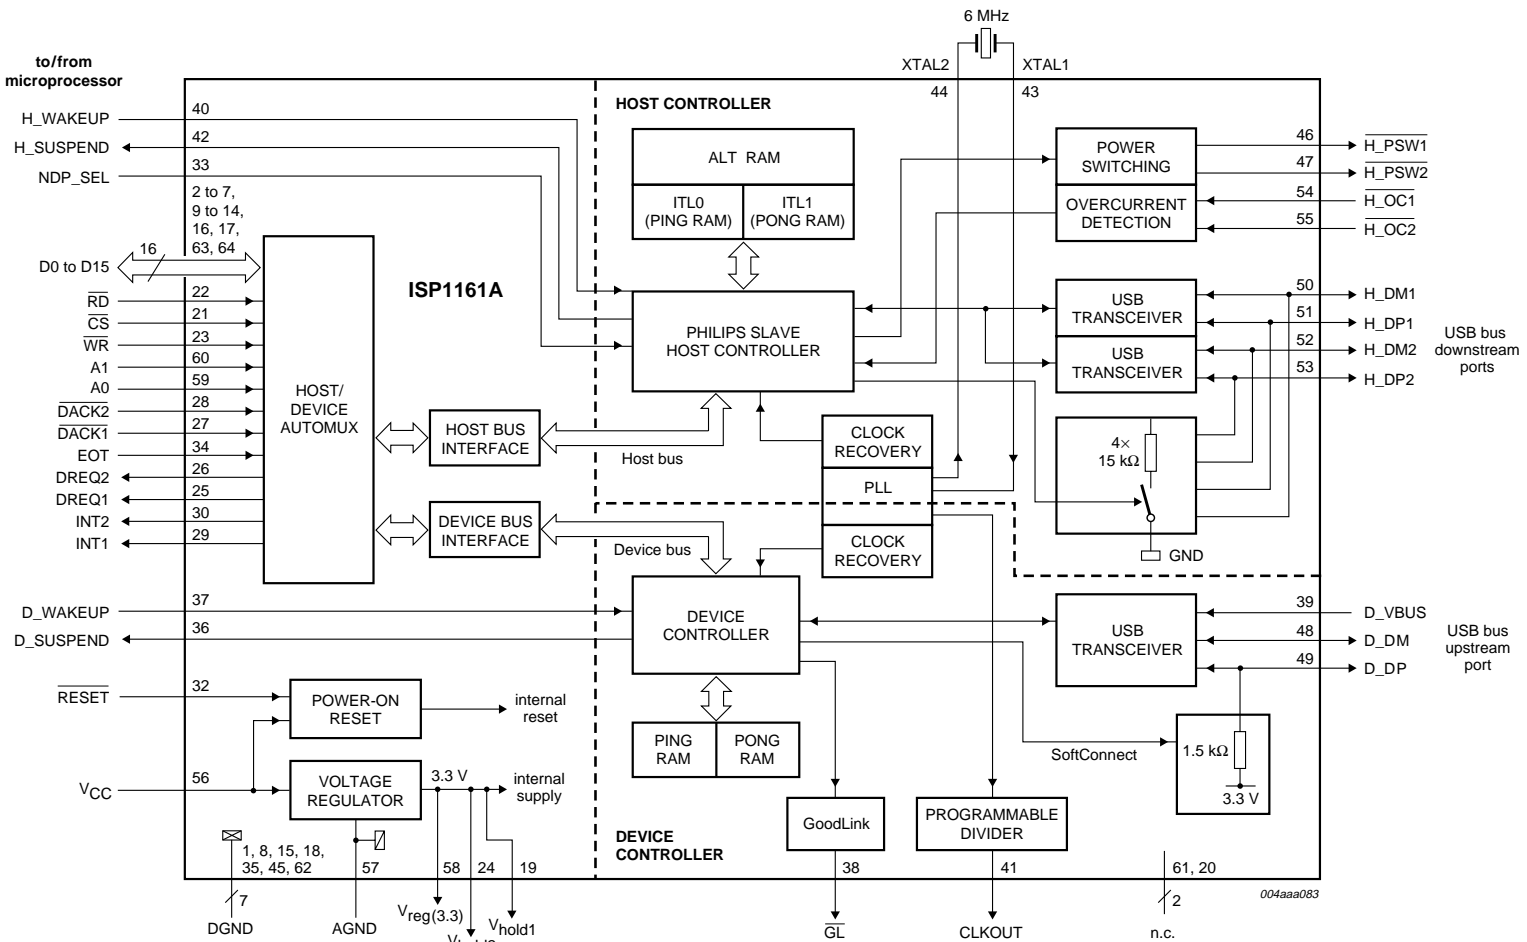 6 MHz
to/from
microprocessor
XTAL2
XTAL1
44
43
HOST CONTROLLER
H_WAKEUP
40
H_SUSPEND
42
NDP_SEL
33
2 to 7,
9 to 14,
16, 17,
63, 64
D0 to D15
16
RD
22
CS
21
WR
23
A1
60
A0
59
DACK2
28
DACK1
27
EOT
34
DREQ2
26
DREQ1
25
INT2
30
INT1
29
HOST/
DEVICE
AUTOMUX
ISP1161A
ALT RAM
ITL0
(PING RAM)
ITL1
(PONG RAM)
PHILIPS SLAVE
HOST CONTROLLER
POWER
SWITCHING
OVERCURRENT
DETECTION
46
H_PSW1
47
H_PSW2
54
H_OC1
55
H_OC2
USB
TRANSCEIVER
USB
TRANSCEIVER
50
H_DM1
51
H_DP1
52
H_DM2
53
H_DP2
USB bus
downstream
ports
HOST BUS
INTERFACE
Host bus
CLOCK
RECOVERY
PLL
CLOCK
RECOVERY
4×
15 kΩ
GND
DEVICE BUS
INTERFACE
Device bus
D_WAKEUP
37
D_SUSPEND
36
DEVICE
CONTROLLER
USB
TRANSCEIVER
39
D_VBUS
48
D_DM
49
D_DP
USB bus
upstream
port
RESET
32
POWER-ON
RESET
internal
reset
PING
RAM
PONG
RAM
SoftConnect
1.5 kΩ
3.3 V
VCC
56
VOLTAGE
REGULATOR
3.3 V
internal
supply
GoodLink
PROGRAMMABLE
DIVIDER
DEVICE
CONTROLLER
1, 8, 15, 18,
35, 45, 62
57
58
24
19
38
41
61, 20
7
2
004aaa083
DGND
AGND
Vreg(3.3)
Vhold1
GL
CLKOUT
n.c.